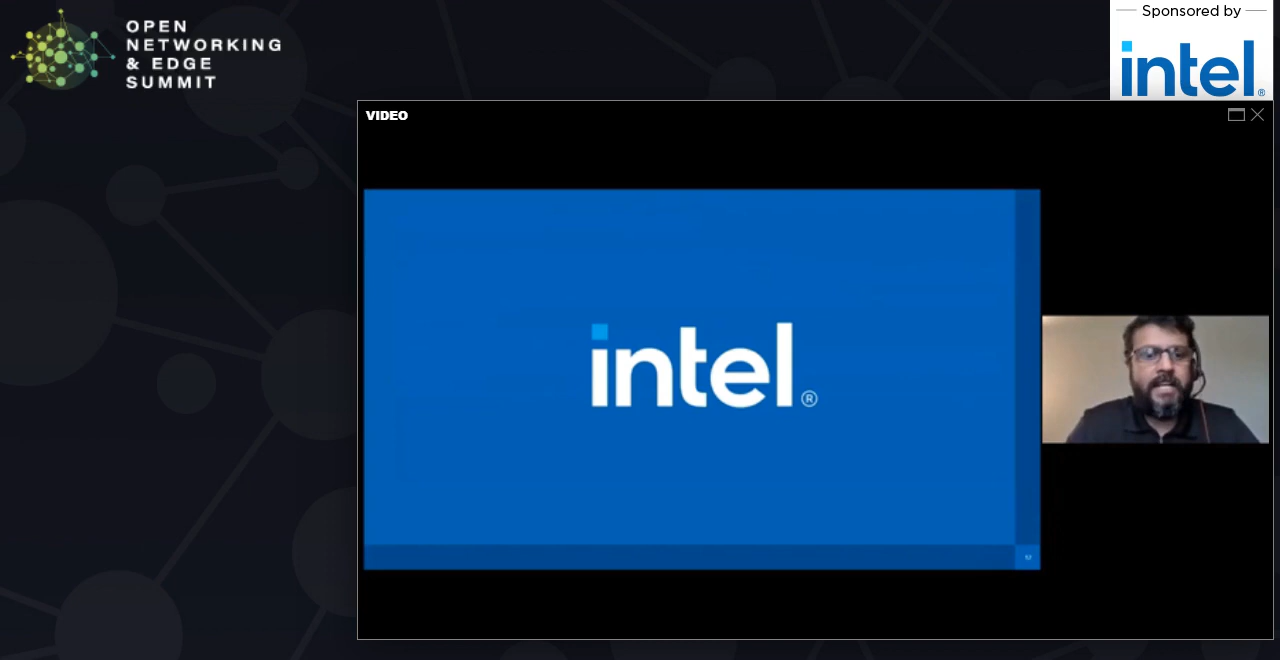 OPEN
NETWORKING
& EDGE
SUMMIT
Sponsored by
intel®
VIDEO
intel®